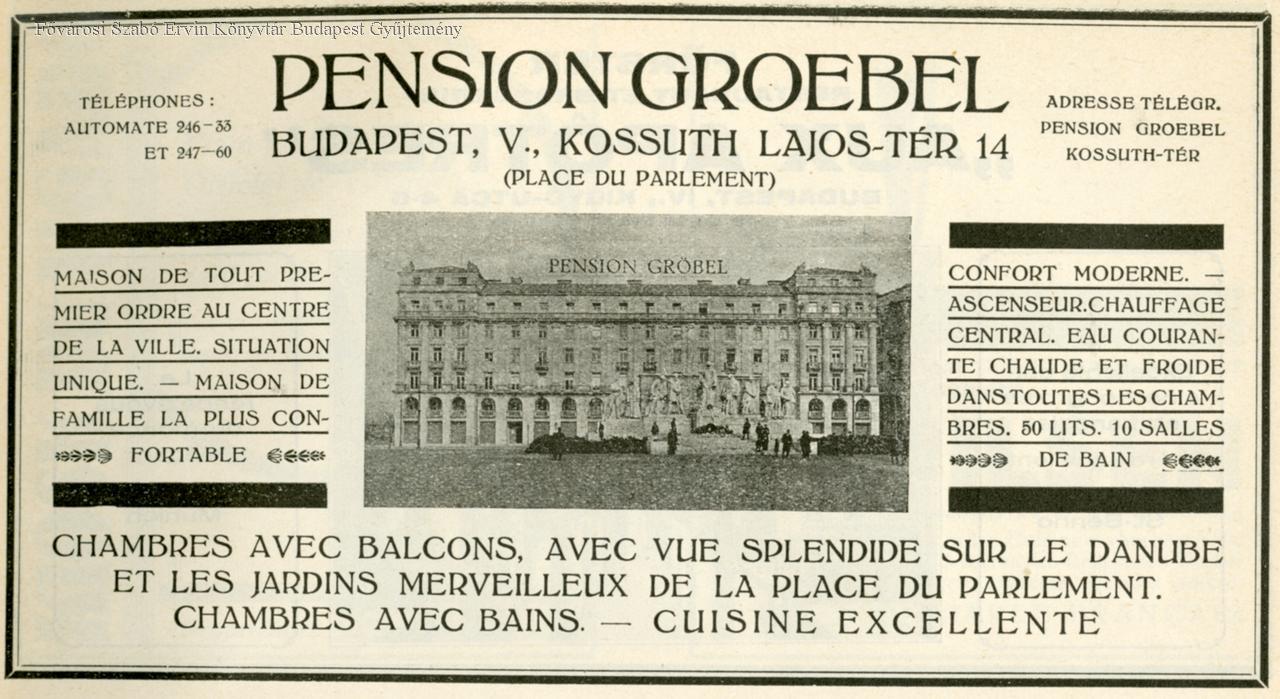 Fővárosi Szabó Ervin Könyvtár Budapest Gyűjtemény
PENSION GROEBEL
BUDAPEST, V., KOSSUTH LAJOS-TÉR 14
(PLACE DU PARLEMENT)
TÉLÉPHONES:
AUTOMATE 246-33
ET 247-60
ADRESSE TÉLÉGR.
PENSION GROEBEL
KOSSUTH-TÉR
MAISON DE TOUT PRE-
MIER ORDRE AU CENTRE
DE LA VILLE. SITUATION
UNIQUE. — MAISON DE
FAMILLE LA PLUS CON-
FORTABLE
PENSION GRÖBEL
CONFORT MODERNE. —
ASCENSEUR.CHAUFFAGE
CENTRAL. EAU COURAN-
TE CHAUDE ET FROIDE
DANS TOUTES LES CHAM-
BRES. 50 LITS. 10 SALLES
DE BAIN
CHAMBRES AVEC BALCONS, AVEC VUE SPLENDIDE SUR LE DANUBE
ET LES JARDINS MERVEILLEUX DE LA PLACE DU PARLEMENT.
CHAMBRES AVEC BAINS. — CUISINE EXCELLENTE